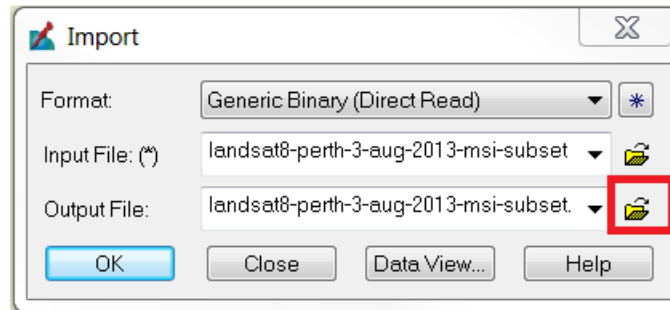 Import
Format: Generic Binary (Direct Read)
Input File: (*) landsat8-perth-3-aug-2013-msi-subset
Output File: landsat8-perth-3-aug-2013-msi-subset.
OK Close Data View... Help